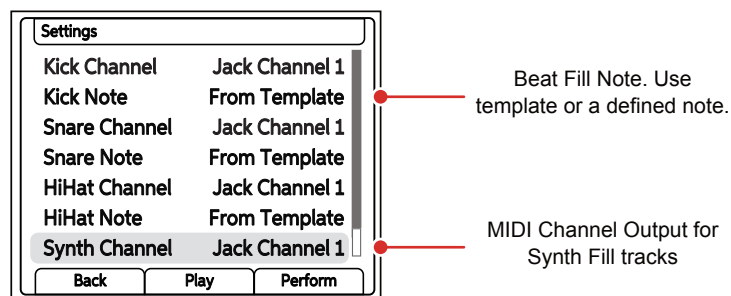 Settings
Kick Channel Jack Channel 1
Kick Note From Template
Snare Channel Jack Channel 1
Snare Note From Template
HiHat Channel Jack Channel 1
HiHat Note From Template
Synth Channel Jack Channel 1
Back Play Perform
Beat Fill Note. Use
template or a defined note.
MIDI Channel Output for
Synth Fill tracks